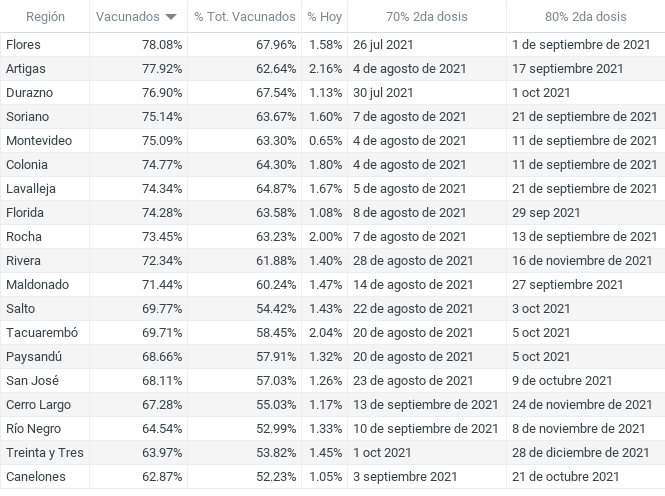 Región Vacunados % Tot. Vacunados % Hoy 70% 2da dosis 80% 2da dosis
Flores 78.08% 67.96% 1.58% 26 jul 2021 1 de septiembre de 2021
Artigas 77.92% 62.64% 2.16% 4 de agosto de 2021 17 septiembre 2021
Durazno 76.90% 67.54% 1.13% 30 jul 2021 1 oct 2021
Soriano 75.14% 63.67% 1.60% 7 de agosto de 2021 21 de septiembre de 2021
Montevideo 75.09% 63.30% 0.65% 4 de agosto de 2021 11 de septiembre de 2021
Colonia 74.77% 64.30% 1.80% 4 de agosto de 2021 11 de septiembre de 2021
Lavalleja 74.34% 64.87% 1.67% 5 de agosto de 2021 21 de septiembre de 2021
Florida 74.28% 63.58% 1.08% 8 de agosto de 2021 29 sep 2021
Rocha 73.45% 63.23% 2.00% 7 de agosto de 2021 13 de septiembre de 2021
Rivera 72.34% 61.88% 1.40% 28 de agosto de 2021 16 de noviembre de 2021
Maldonado 71.44% 60.24% 1.47% 14 de agosto de 2021 27 septiembre 2021
Salto 69.77% 54.42% 1.43% 22 de agosto de 2021 3 oct 2021
Tacuarembó 69.71% 58.45% 2.04% 20 de agosto de 2021 5 oct 2021
Paysandú 68.66% 57.91% 1.32% 20 de agosto de 2021 5 oct 2021
San José 68.11% 57.03% 1.26% 23 de agosto de 2021 9 de octubre 2021
Cerro Largo 67.28% 55.03% 1.17% 13 de septiembre de 2021 24 de noviembre de 2021
Río Negro 64.54% 52.99% 1.33% 10 de septiembre de 2021 8 de noviembre de 2021
Treinta y Tres 63.97% 53.82% 1.45% 1 oct 2021 28 de diciembre de 2021
Canelones 62.87% 52.23% 1.05% 3 septiembre 2021 21 de octubre 2021